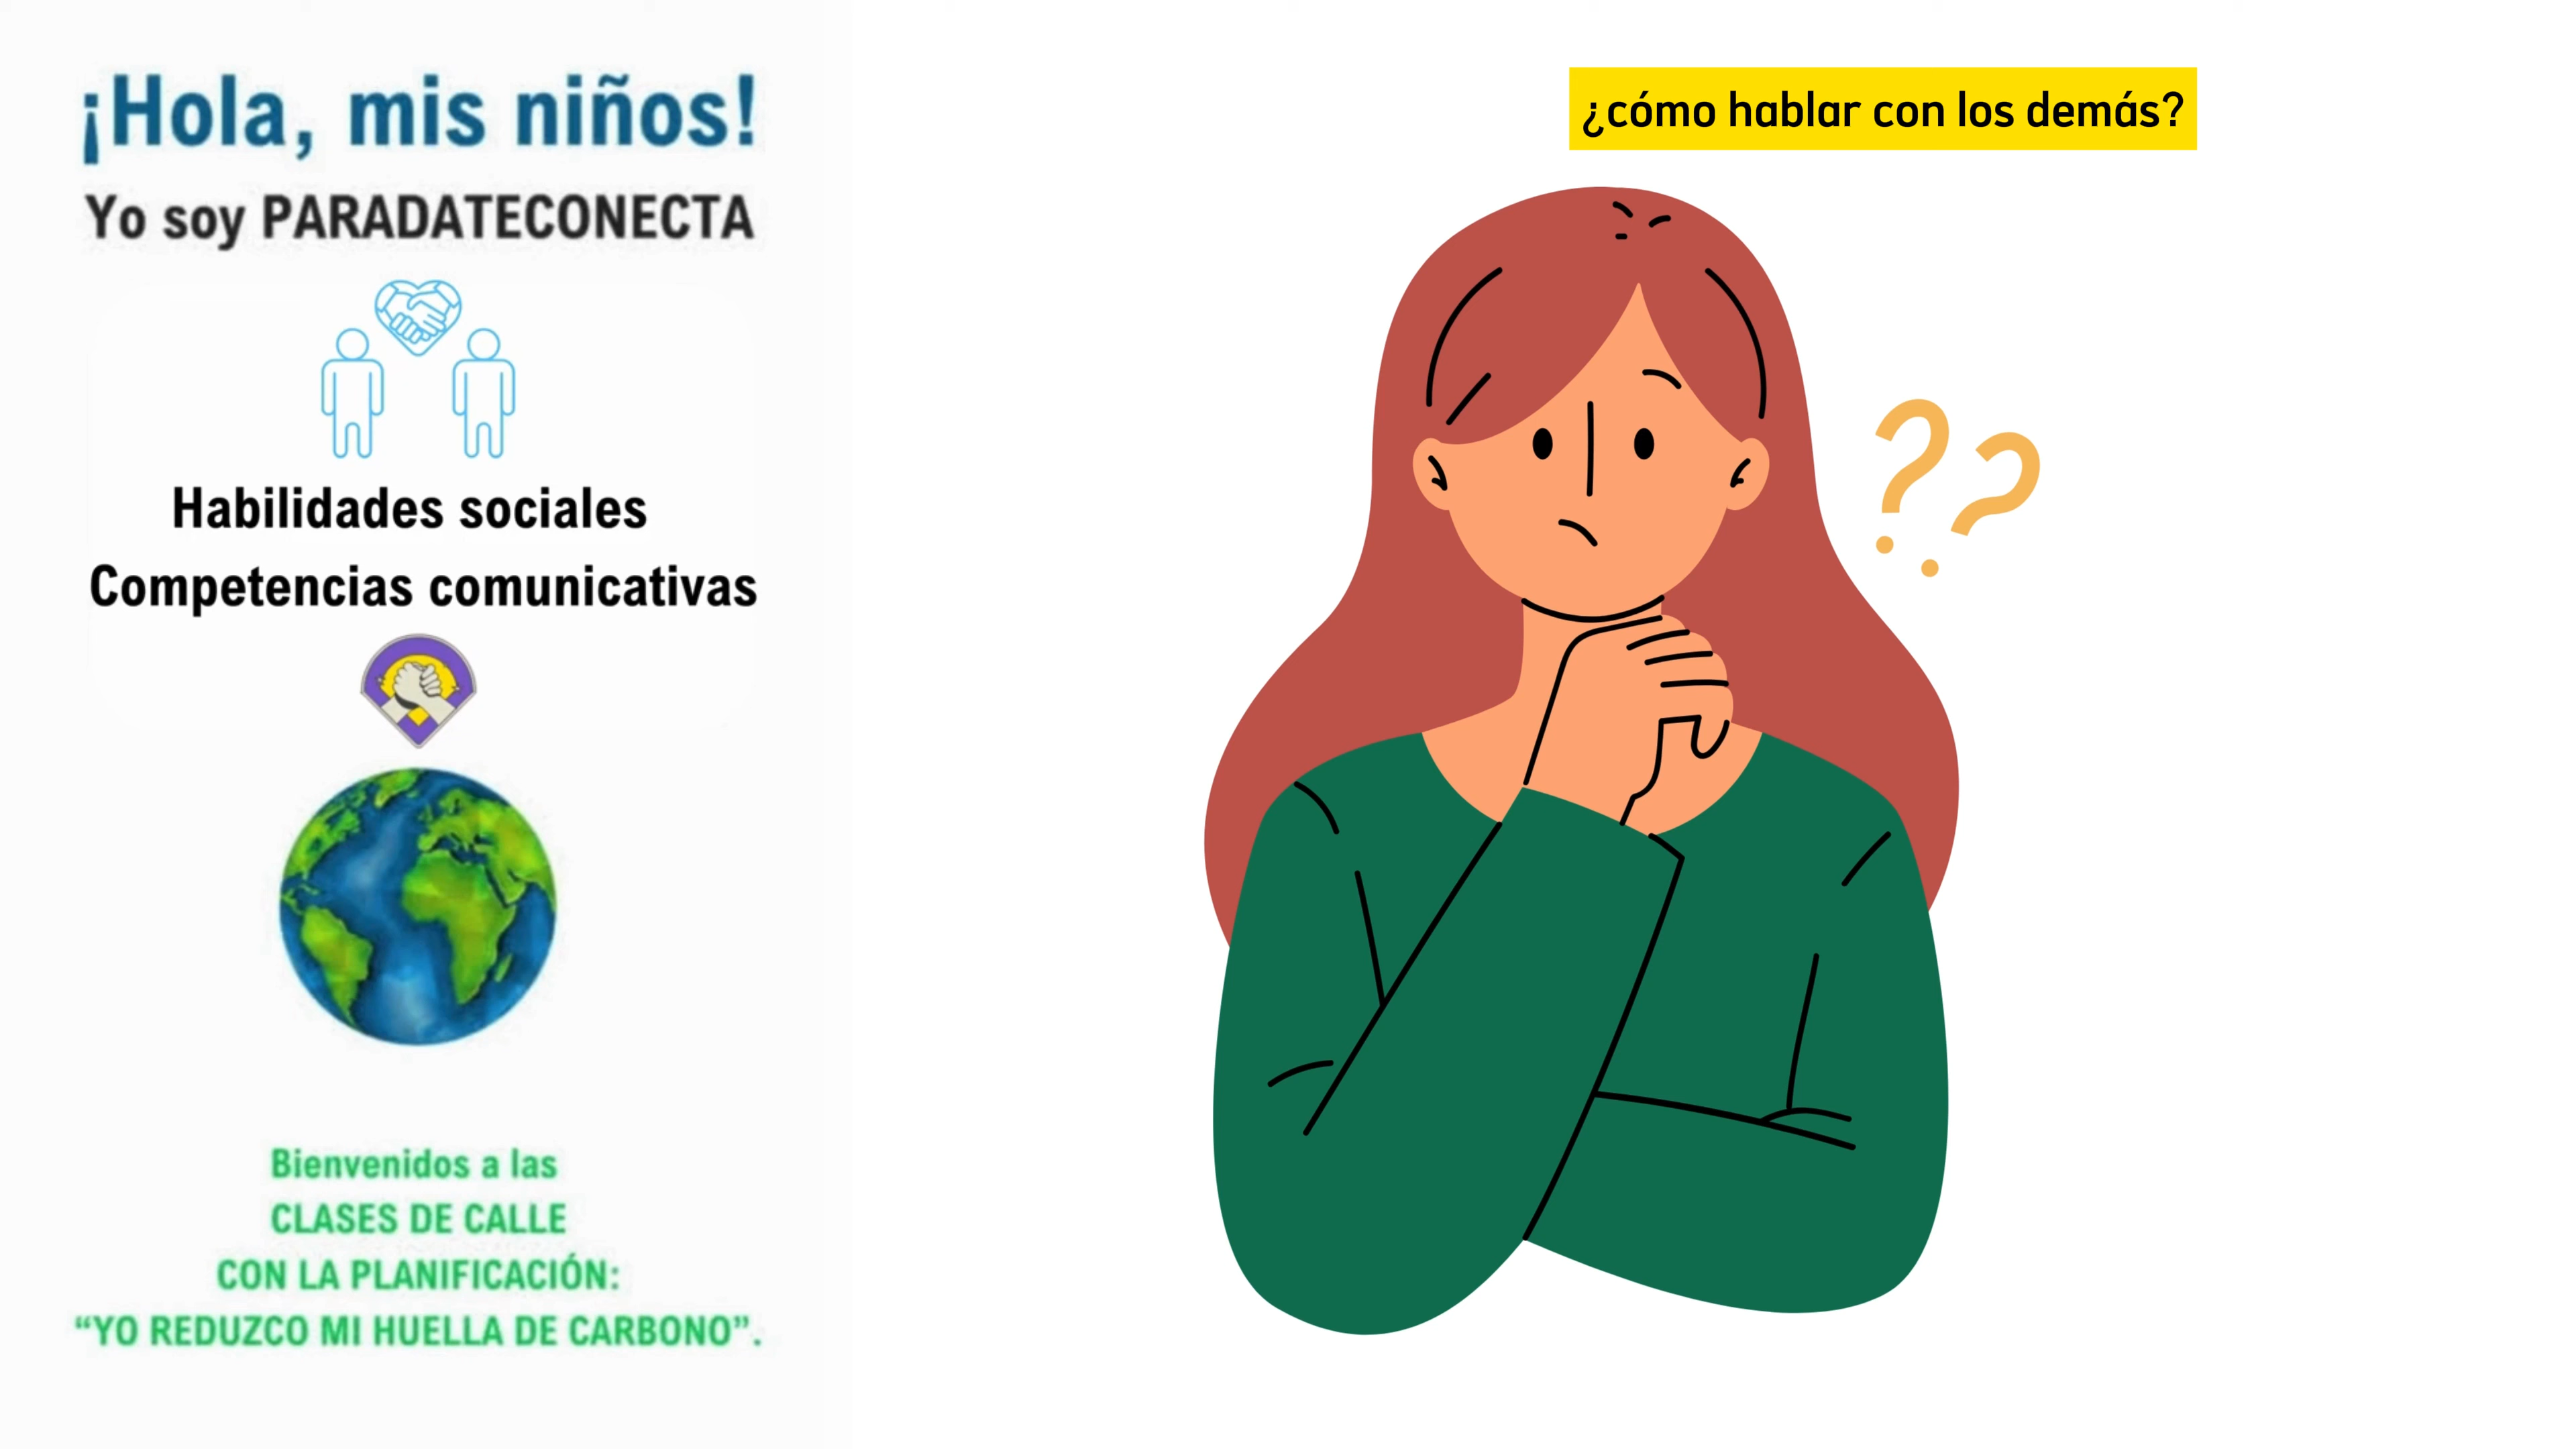 ¡Hola, mis niños!
Yo soy PARADATECONECTA
Habilidades sociales
Competencias comunicativas
Bienvenidos a las
CLASES DE CALLE
CON LA PLANIFICACIÓN:
“YO REDUZCO MI HUELLA DE CARBONO”.
¿cómo hablar con los demás?
??